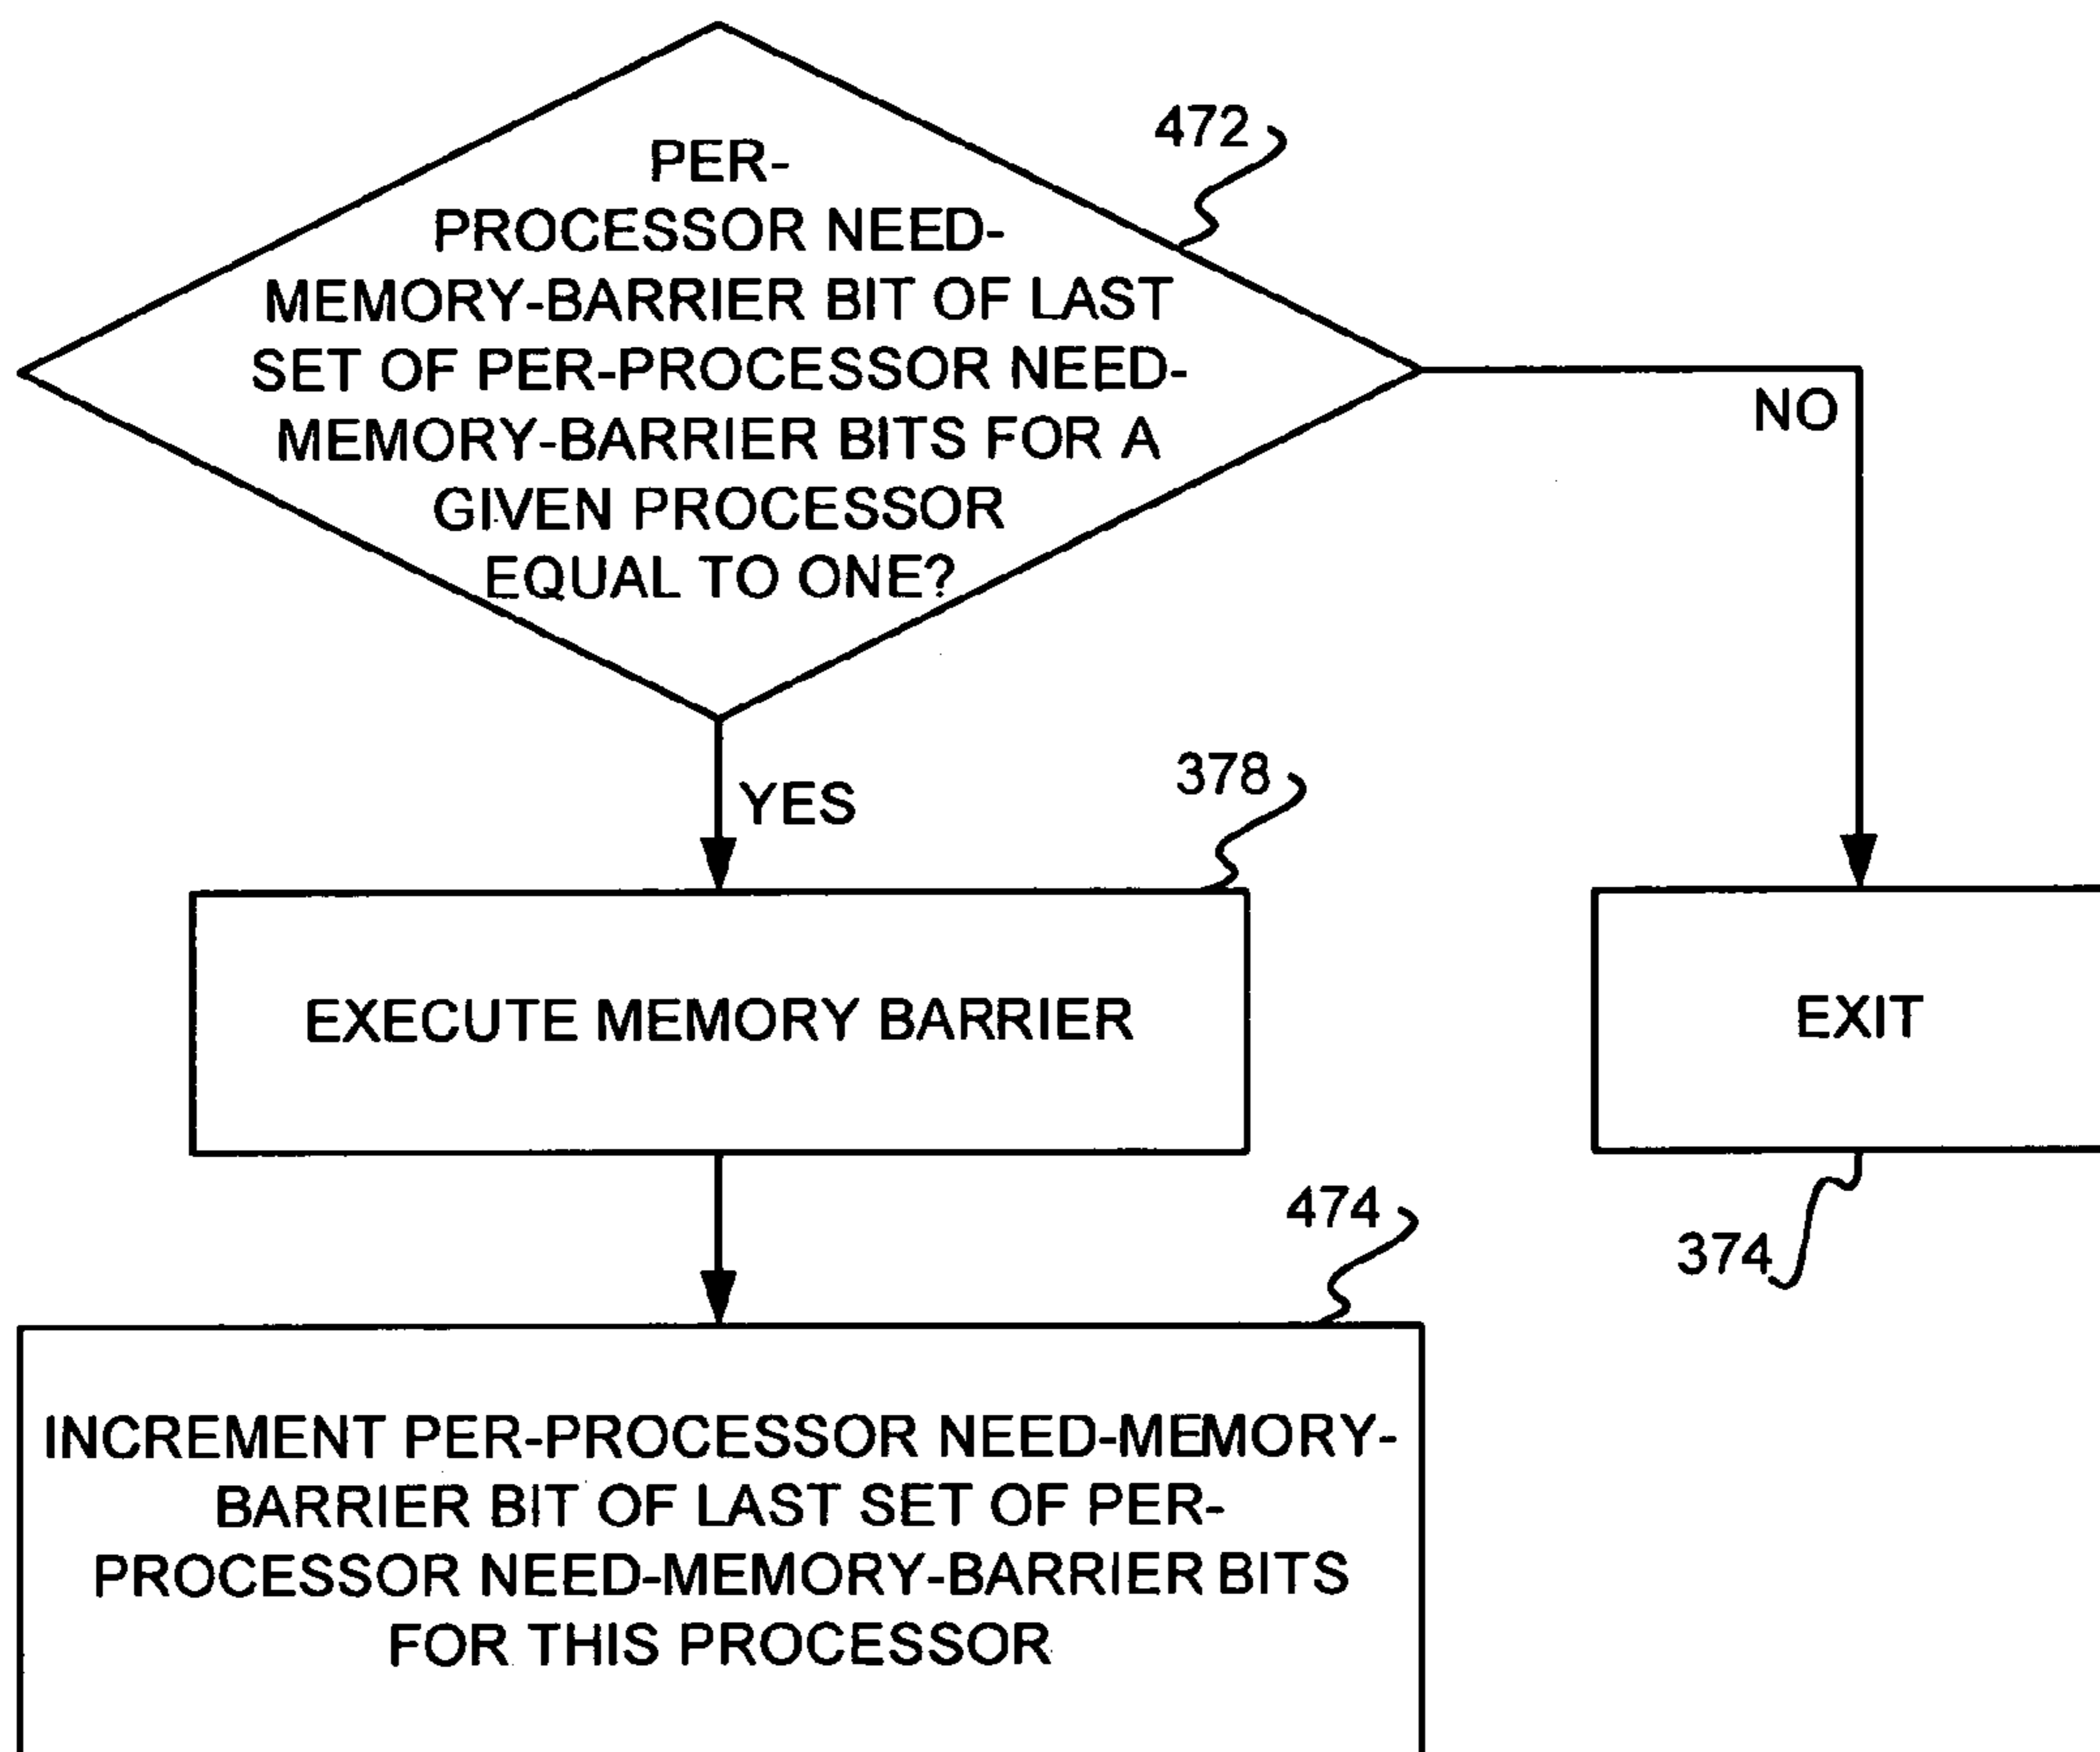 472
PER-
PROCESSOR NEED-
MEMORY-BARRIER BIT OF LAST
SET OF PER-PROCESSOR NEED-
MEMORY-BARRIER BITS FOR A
GIVEN PROCESSOR
EQUAL TO ONE?
NO
YES
378
EXECUTE MEMORY BARRIER
EXIT
474
374
INCREMENT PER-PROCESSOR NEED-MEMORY-
BARRIER BIT OF LAST SET OF PER-
PROCESSOR NEED-MEMORY-BARRIER BITS
FOR THIS PROCESSOR